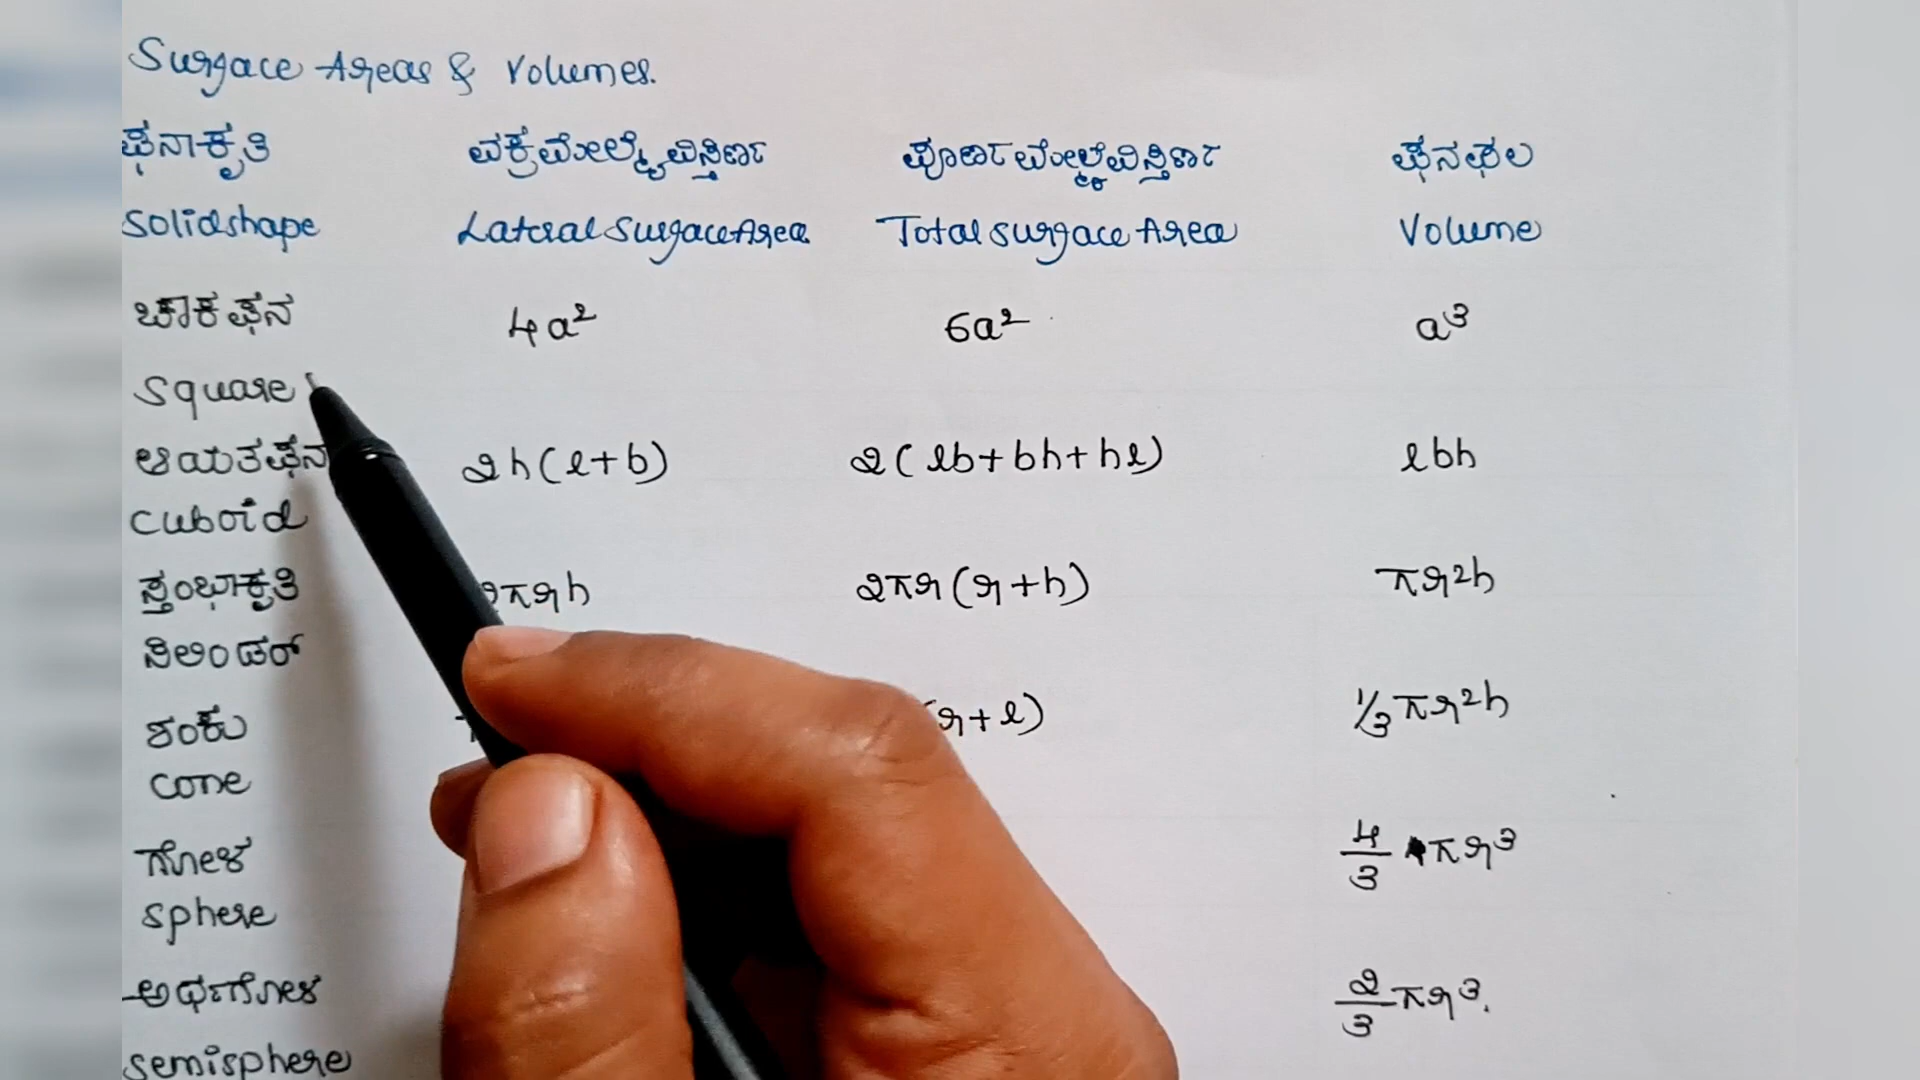 Surface Areas & Volumes.
ಘನಾಕೃತಿ ವಕ್ರಮೇಲ್ಮೈವಿಸ್ತಿರ್ಣ ಪೂರ್ಣಮೇಲ್ಮೈವಿಸ್ತಿರ್ಣ ಘನಫಲ
Solidshape Lateral Surface Area Total surface Area Volume
ಚೌಕಘನ 4a² 6a² a³
Square
ಆಯತಘನ 2h(l+b) 2(lb+bh+hl) lbh
cuboid
ಸ್ತಂಭಾಕೃತಿ 2πrh 2πr(r+h) πr²h
ಸಿಲಿಂಡರ್
ಶಂಕು (r+l) 1/3πr²h
cone
ಗೋಳ 4/3 πr³
sphere
ಅರ್ಧಗೋಳ 2/3 πr³.
semisphere